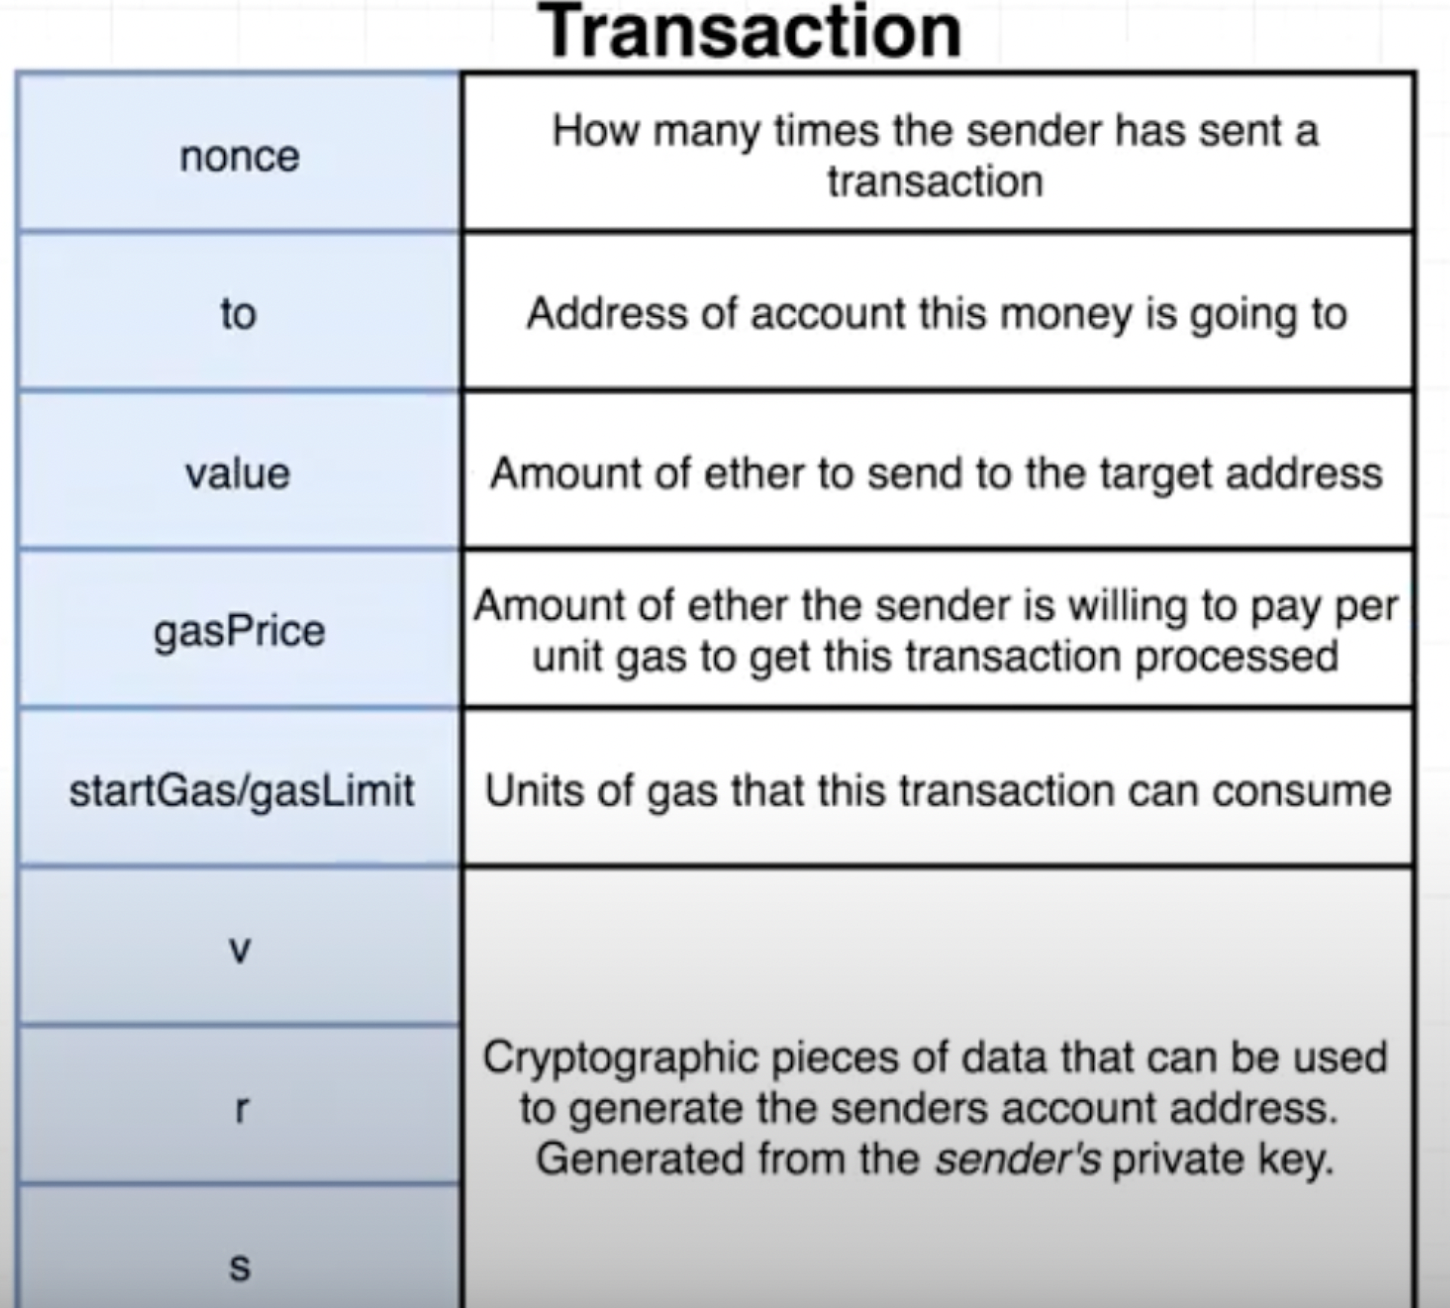 Transaction
nonce
How many times the sender has sent a
transaction
to
Address of account this money is going to
value
Amount of ether to send to the target address
gasPrice
Amount of ether the sender is willing to pay per
unit gas to get this transaction processed
startGas/gasLimit
Units of gas that this transaction can consume
v
r
s
Cryptographic pieces of data that can be used
to generate the senders account address.
Generated from the sender's private key.